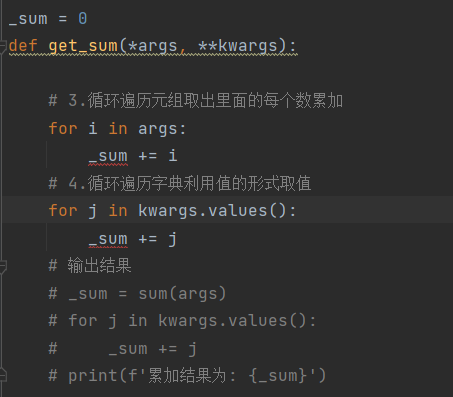 _sum = 0
def get_sum(*args, **kwargs):
# 3.循环遍历元组取出里面的每个数累加
for i in args:
_sum += i
# 4.循环遍历字典利用值的形式取值
for j in kwargs.values():
_sum += j
# 输出结果
# _sum = sum(args)
# for j in kwargs.values():
#     _sum += j
# print(f'累加结果为: {_sum}')